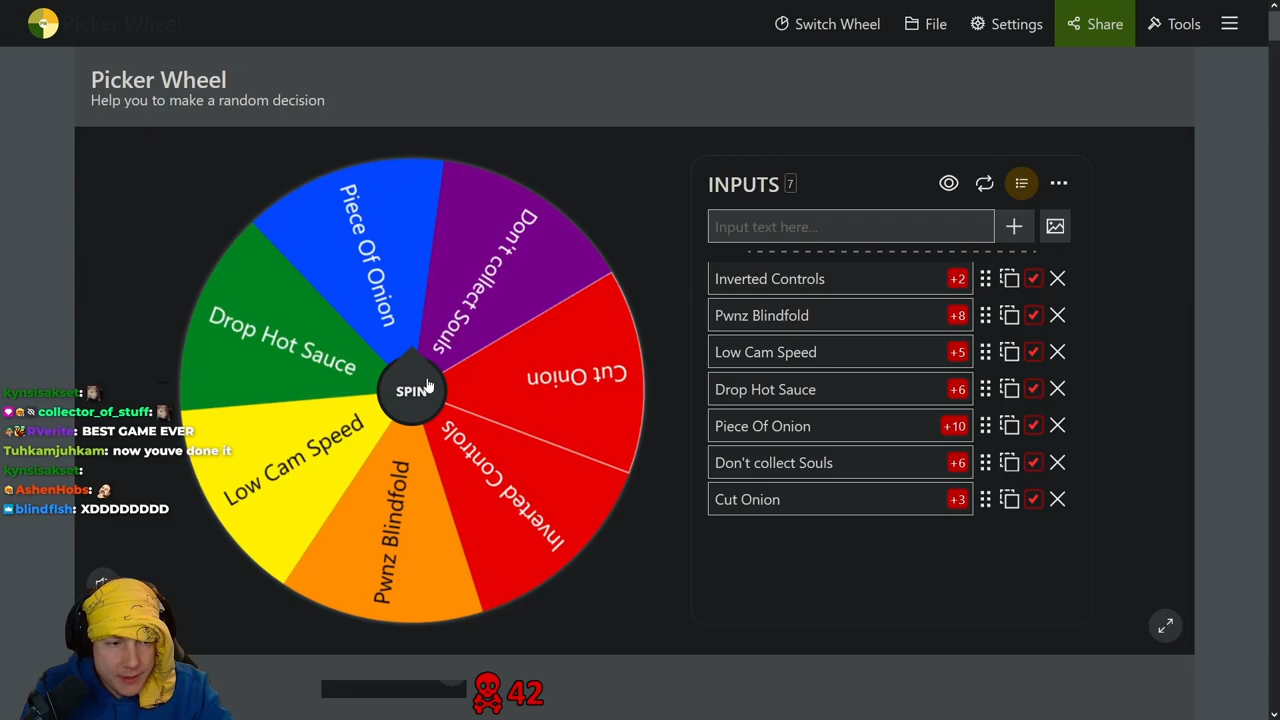 Picker Wheel
Switch Wheel
File
Settings
Share
Tools
Picker Wheel
Help you to make a random decision
Piece Of Onion
Don't collect Souls
Drop Hot Sauce
Cut Onion
SPIN
Low Cam Speed
Inverted Controls
Pwnz Blindfold
INPUTS 7
Input text here...
Inverted Controls +2
Pwnz Blindfold +8
Low Cam Speed +5
Drop Hot Sauce +6
Piece Of Onion +10
Don't collect Souls +6
Cut Onion +3
kynsisakset:
collector_of_stuff:
RVerite: BEST GAME EVER
Tuhkamjuhkam: now youve done it
kynsisakset:
AshenHobs:
blindfish: XDDDDDDDD
42